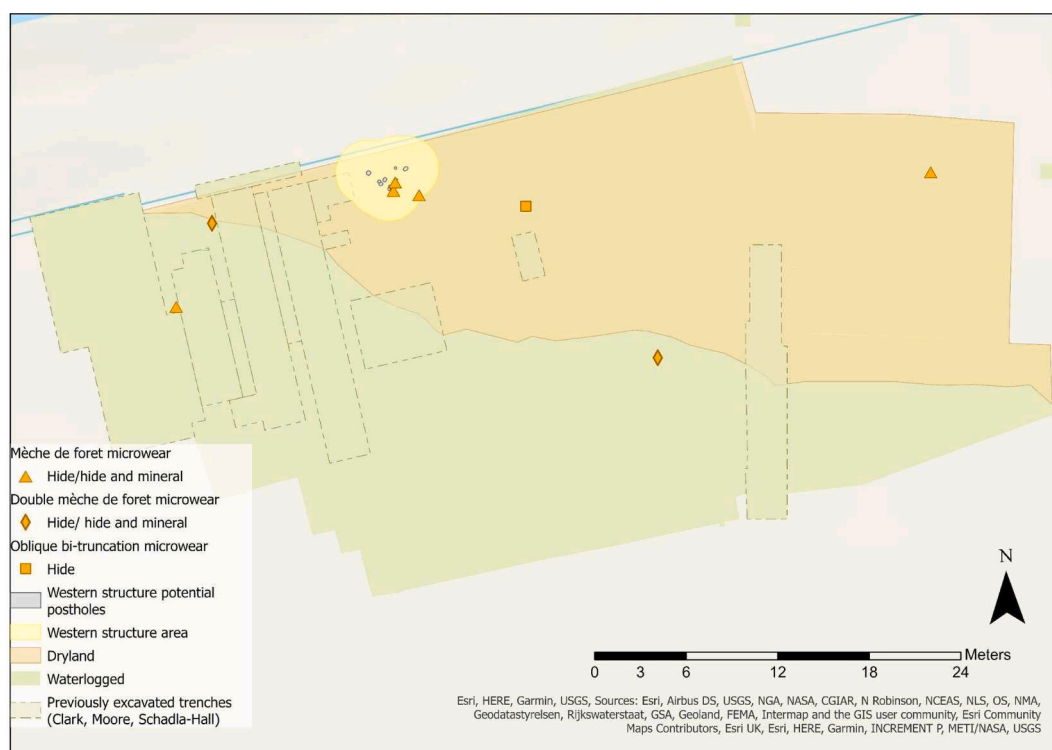 Mèche de foret microwear
Hide/hide and mineral
Double mèche de foret microwear
Hide/ hide and mineral
Oblique bi-truncation microwear
Hide
Western structure potential
postholes
Western structure area
Dryland
Waterlogged
Previously excavated trenches
(Clark, Moore, Schadla-Hall)
N
Meters
0 3 6 12 18 24
Esri, HERE, Garmin, USGS, Sources: Esri, Airbus DS, USGS, NGA, NASA, CGIAR, N Robinson, NCEAS, NLS, OS, NMA,
Geodatastyrelsen, Rijkswaterstaat, GSA, Geoland, FEMA, Intermap and the GIS user community, Esri Community
Maps Contributors, Esri UK, Esri, HERE, Garmin, INCREMENT P, METI/NASA, USGS